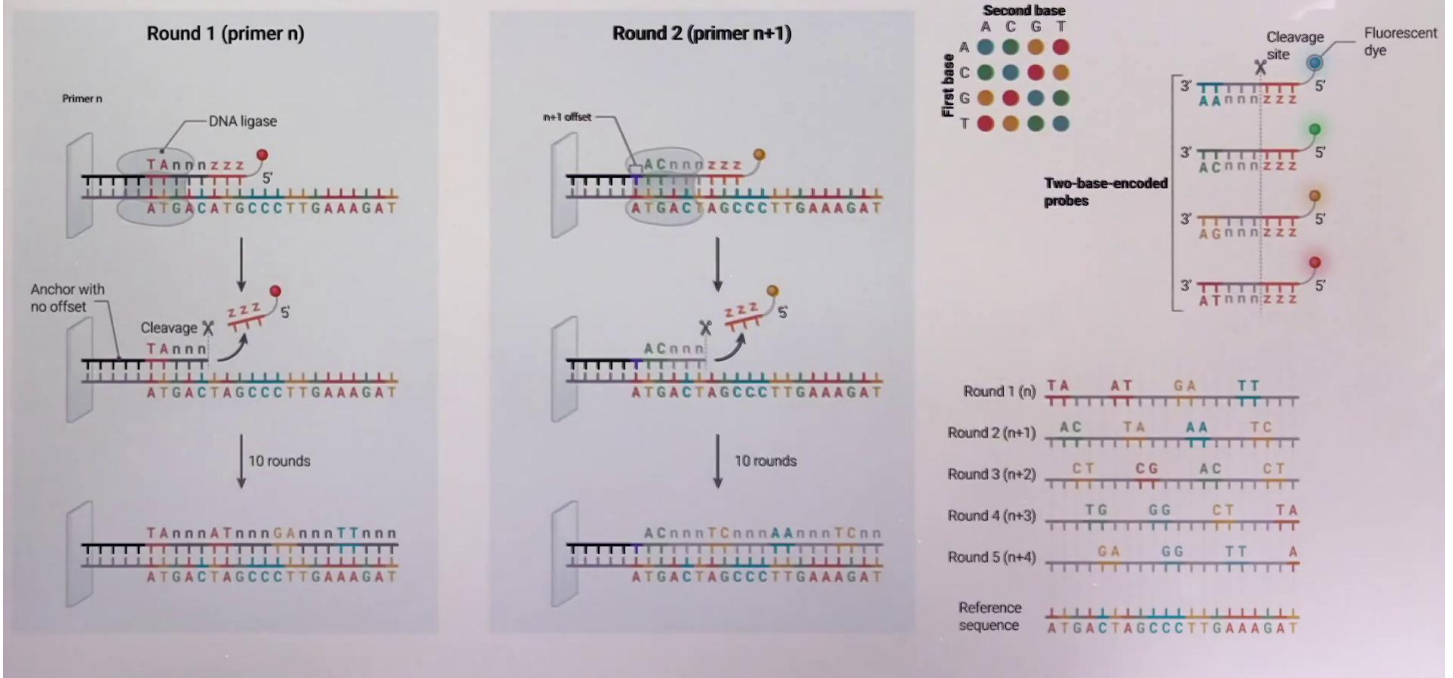 Round 1 (primer n)
Primer n
DNA ligase
TAnnnzzz
5'
ATGACATGCCCTTGAAAGAT
Anchor with
no offset
Cleavage
zzz
5'
TAnnn
ATGACTAGCCCTTGAAAGAT
10 rounds
TAnnnATnnnGAnnnTTnnn
ATGACTAGCCCTTGAAAGAT
Round 2 (primer n+1)
n+1 offset
ACnnnzzz
ATGACTAGCCCTTGAAAGAT
zzz
5'
ACnnn
ATGACTAGCCCTTGAAAGAT
10 rounds
ACnnnTCnnnAAnnnTCnn
ATGACTAGCCCTTGAAAGAT
Second base
A C G T
First base
A
C
G
T
Cleavage
site
Fluorescent
dye
Two-base-encoded
probes
3' 5'
AAnnnzzz
3' 5'
ACnnnzzz
3' 5'
AGnnnzzz
3' 5'
ATnnnzzz
Round 1 (n) TA AT GA TT
Round 2 (n+1) AC TA AA TC
Round 3 (n+2) CT CG AC CT
Round 4 (n+3) TG GG CT TA
Round 5 (n+4) GA GG TT A
Reference
sequence
ATGACTAGCCCTTGAAAGAT